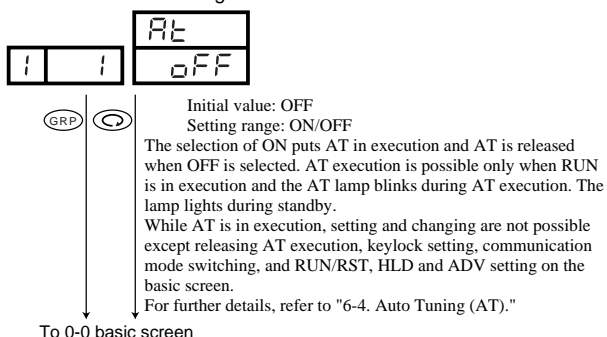 At
1 1 oFF
GRP
Initial value: OFF
Setting range: ON/OFF
The selection of ON puts AT in execution and AT is released
when OFF is selected. AT execution is possible only when RUN
is in execution and the AT lamp blinks during AT execution. The
lamp lights during standby.
While AT is in execution, setting and changing are not possible
except releasing AT execution, keylock setting, communication
mode switching, and RUN/RST, HLD and ADV setting on the
basic screen.
For further details, refer to "6-4. Auto Tuning (AT)."
To 0-0 basic screen